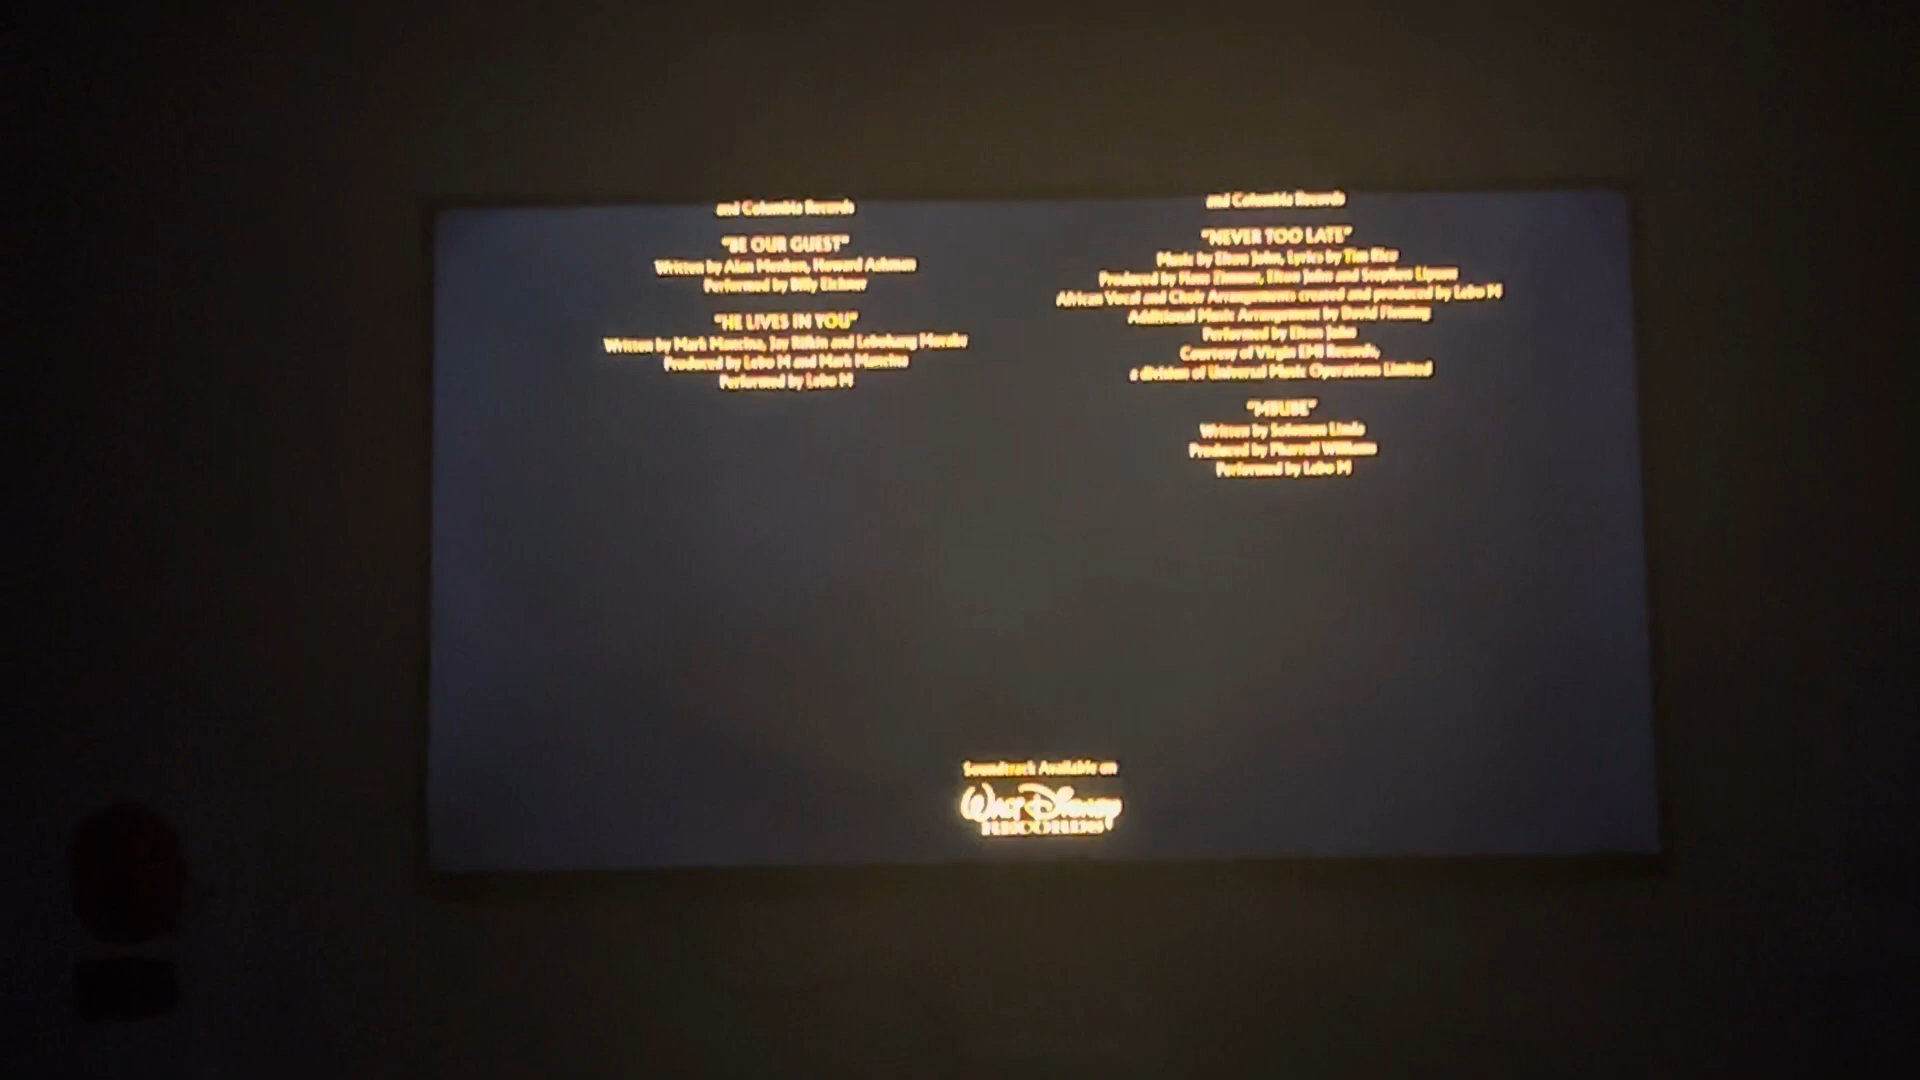 and Columbia Records
"BE OUR GUEST"
Written by Alan Menken, Howard Ashman
Performed by Billy Eichner
"HE LIVES IN YOU"
Written by Mark Mancina, Jay Rifkin and Lebohang Morake
Produced by Lebo M and Mark Mancina
Performed by Lebo M
and Columbia Records
"NEVER TOO LATE"
Music by Elton John, Lyrics by Tim Rice
Produced by Hans Zimmer, Elton John and Stephen Lipson
African Vocal and Choir Arrangements created and produced by Lebo M
Additional Music Arrangement by David Fleming
Performed by Elton John
Courtesy of Virgin EMI Records,
a division of Universal Music Operations Limited
"MBUBE"
Written by Solomon Linda
Produced by Pharrell Williams
Performed by Lebo M
Soundtrack Available on
WALT DISNEY
RECORDS